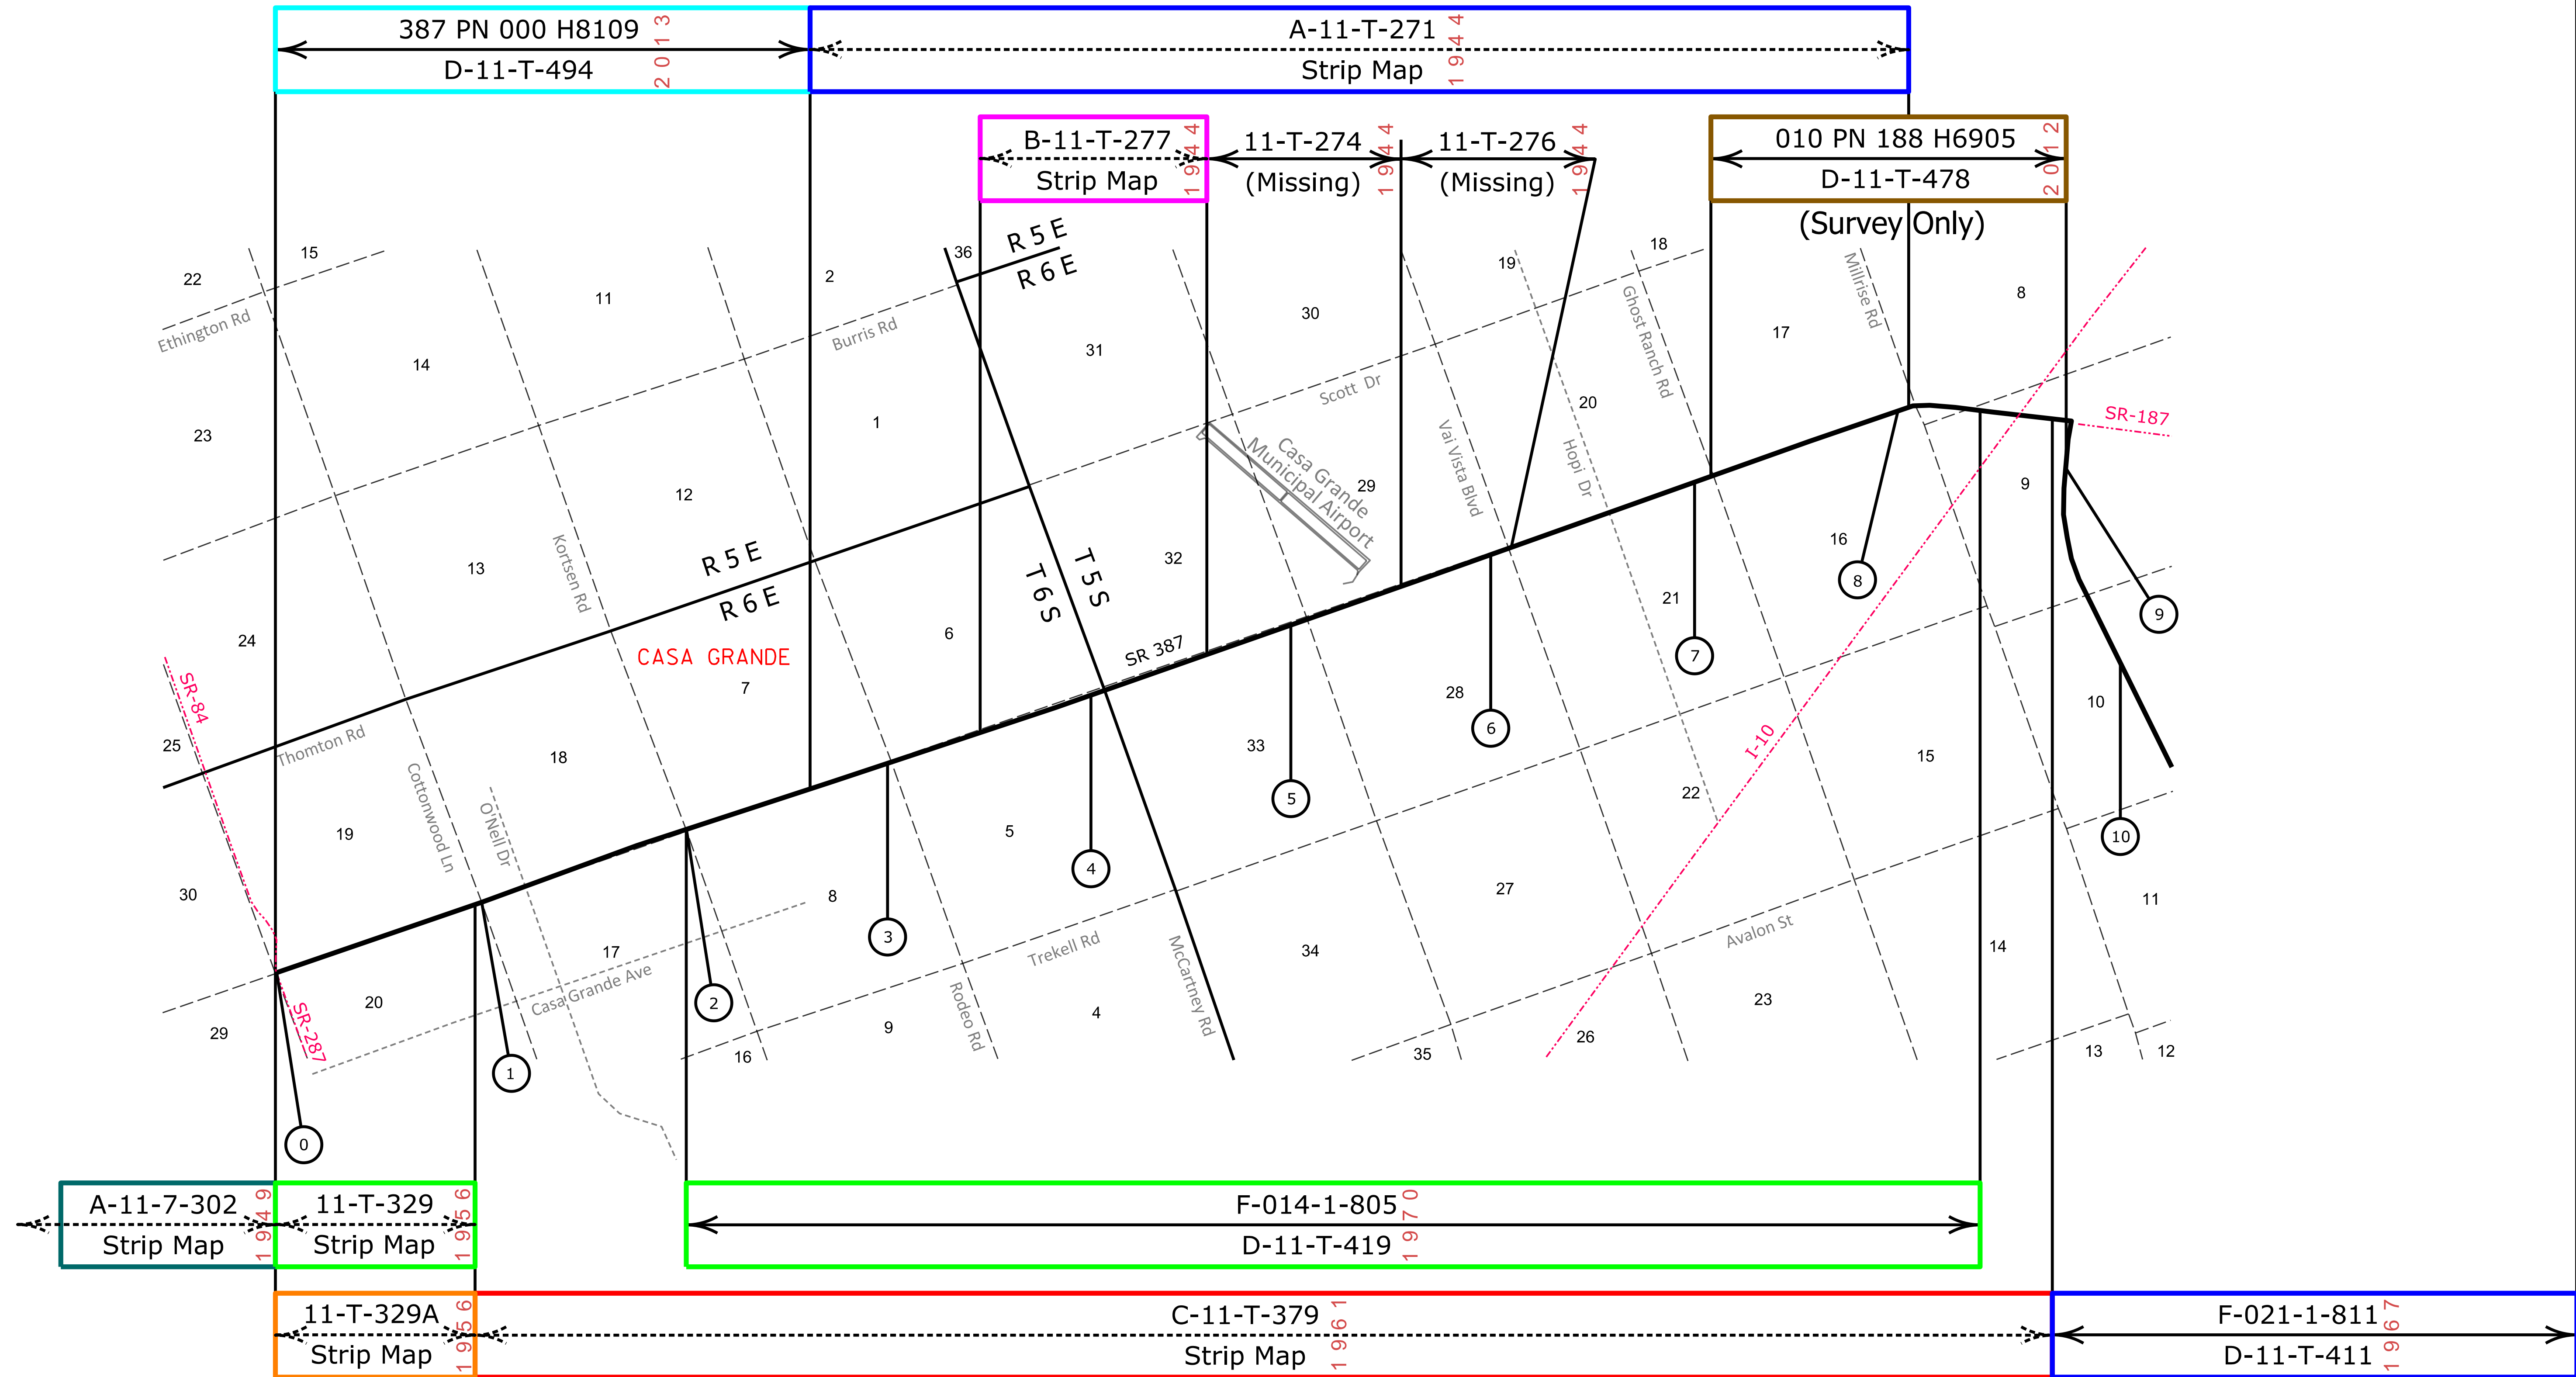 387 PN 000 H8109
D-11-T-494
2013
A-11-T-271
Strip Map
1944
B-11-T-277
Strip Map
1944
11-T-274
(Missing)
1944
11-T-276
(Missing)
1944
010 PN 188 H6905
D-11-T-478
2012
(Survey Only)
22
15
Ethington Rd
11
14
2
36
R 5 E
R 6 E
Burris Rd
31
30
19
18
Ghost Ranch Rd
17
Millrise Rd
8
23
1
Scott Dr
20
SR-187
12
Casa Grande
Municipal Airport
29
Vai Vista Blvd
Hopi Dr
9
13
Kortsen Rd
R 5 E
R 6 E
T 5 S
T 6 S
32
16
8
21
9
24
6
SR 387
CASA GRANDE
7
7
28
6
10
SR-84
25
Thornton Rd
18
Cottonwood Ln
O'Neil Dr
33
5
I-10
15
22
19
5
4
10
30
8
27
11
3
17
Casa Grande Ave
Trekell Rd
McCartney Rd
34
Avalon St
14
20
2
Rodeo Rd
23
29
SR-287
9
4
16
35
26
13
12
1
0
A-11-7-302
Strip Map
1949
11-T-329
Strip Map
1956
F-014-1-805
D-11-T-419
1970
11-T-329A
Strip Map
1956
C-11-T-379
Strip Map
1961
F-021-1-811
D-11-T-411
1967